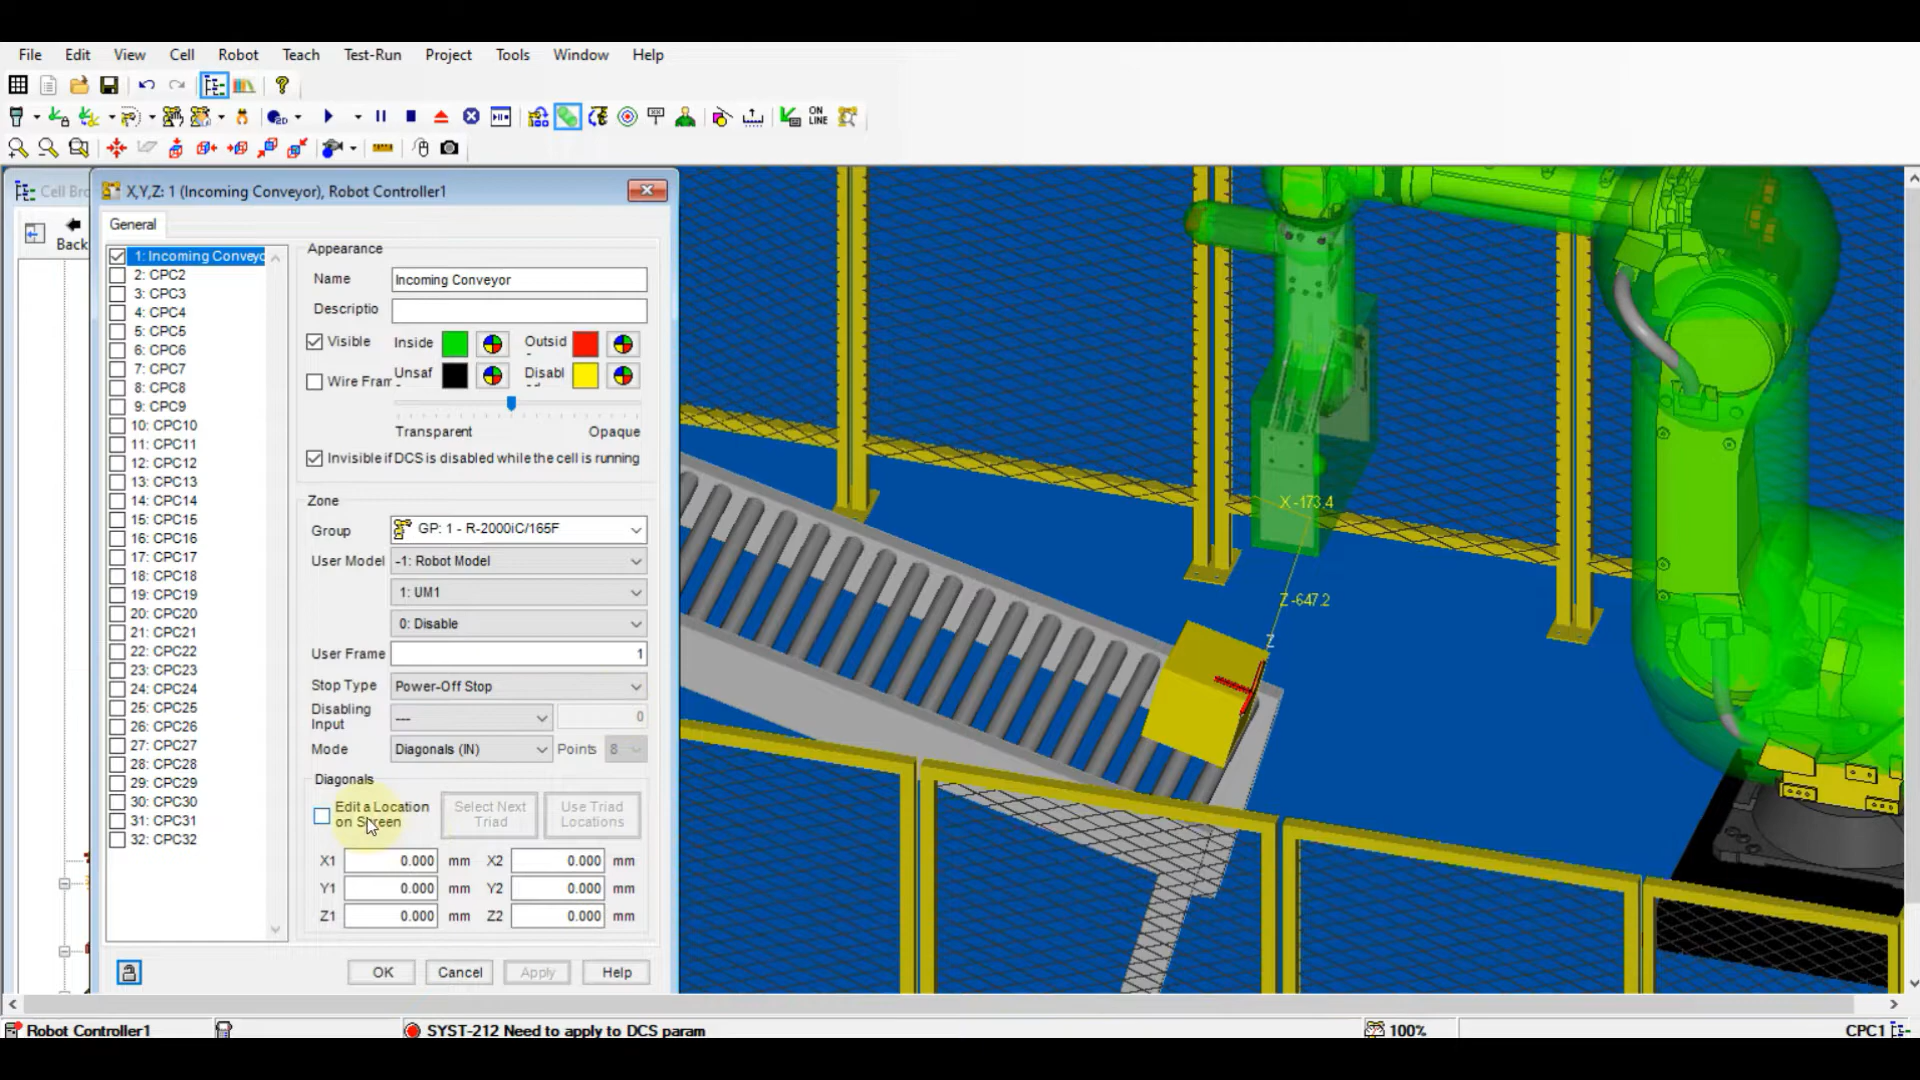 File Edit View Cell Robot Teach Test-Run Project Tools Window Help
2D
ON LINE
Cell Bro
Back
X,Y,Z: 1 (Incoming Conveyor), Robot Controller1
General
1: Incoming Conveyo
2: CPC2
3: CPC3
4: CPC4
5: CPC5
6: CPC6
7: CPC7
8: CPC8
9: CPC9
10: CPC10
11: CPC11
12: CPC12
13: CPC13
14: CPC14
15: CPC15
16: CPC16
17: CPC17
18: CPC18
19: CPC19
20: CPC20
21: CPC21
22: CPC22
23: CPC23
24: CPC24
25: CPC25
26: CPC26
27: CPC27
28: CPC28
29: CPC29
30: CPC30
31: CPC31
32: CPC32
Appearance
Name Incoming Conveyor
Descriptio
Visible Inside Outsid
Wire Fram Unsaf Disabl
Transparent Opaque
Invisible if DCS is disabled while the cell is running
Zone
Group GP: 1 - R-2000iC/165F
User Model -1: Robot Model
1: UM1
0: Disable
User Frame 1
Stop Type Power-Off Stop
Disabling Input --- 0
Mode Diagonals (IN) Points 8
Diagonals
Edit a Location on Screen
Select Next Triad
Use Triad Locations
X1 0.000 mm X2 0.000 mm
Y1 0.000 mm Y2 0.000 mm
Z1 0.000 mm Z2 0.000 mm
OK Cancel Apply Help
X -173.4
Z -647.2
Z
Robot Controller1 SYST-212 Need to apply to DCS param 100% CPC1